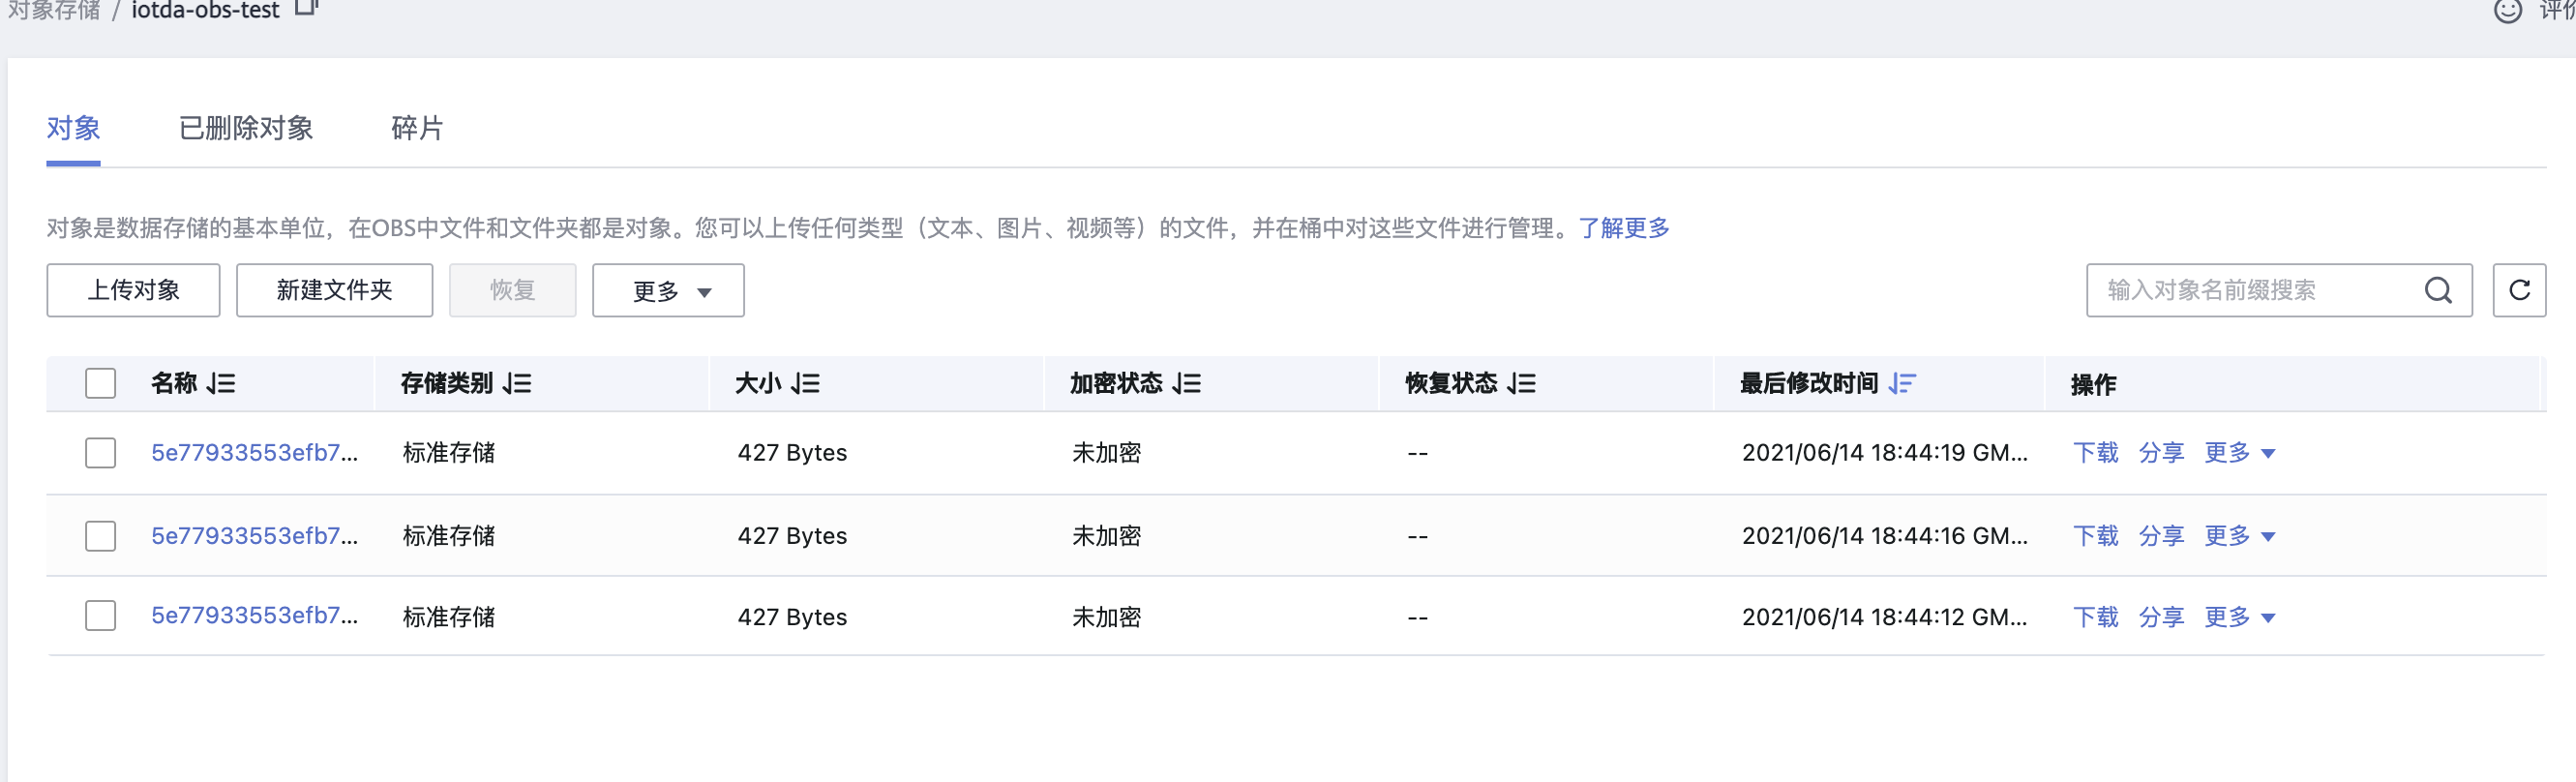 对象存储 / iotda-obs-test
对象 已删除对象 碎片
对象是数据存储的基本单位，在OBS中文件和文件夹都是对象。您可以上传任何类型（文本、图片、视频等）的文件，并在桶中对这些文件进行管理。了解更多
上传对象 新建文件夹 恢复 更多 输入对象名前缀搜索
名称 存储类别 大小 加密状态 恢复状态 最后修改时间 操作
5e77933553efb7... 标准存储 427 Bytes 未加密 -- 2021/06/14 18:44:19 GM... 下载 分享 更多
5e77933553efb7... 标准存储 427 Bytes 未加密 -- 2021/06/14 18:44:16 GM... 下载 分享 更多
5e77933553efb7... 标准存储 427 Bytes 未加密 -- 2021/06/14 18:44:12 GM... 下载 分享 更多